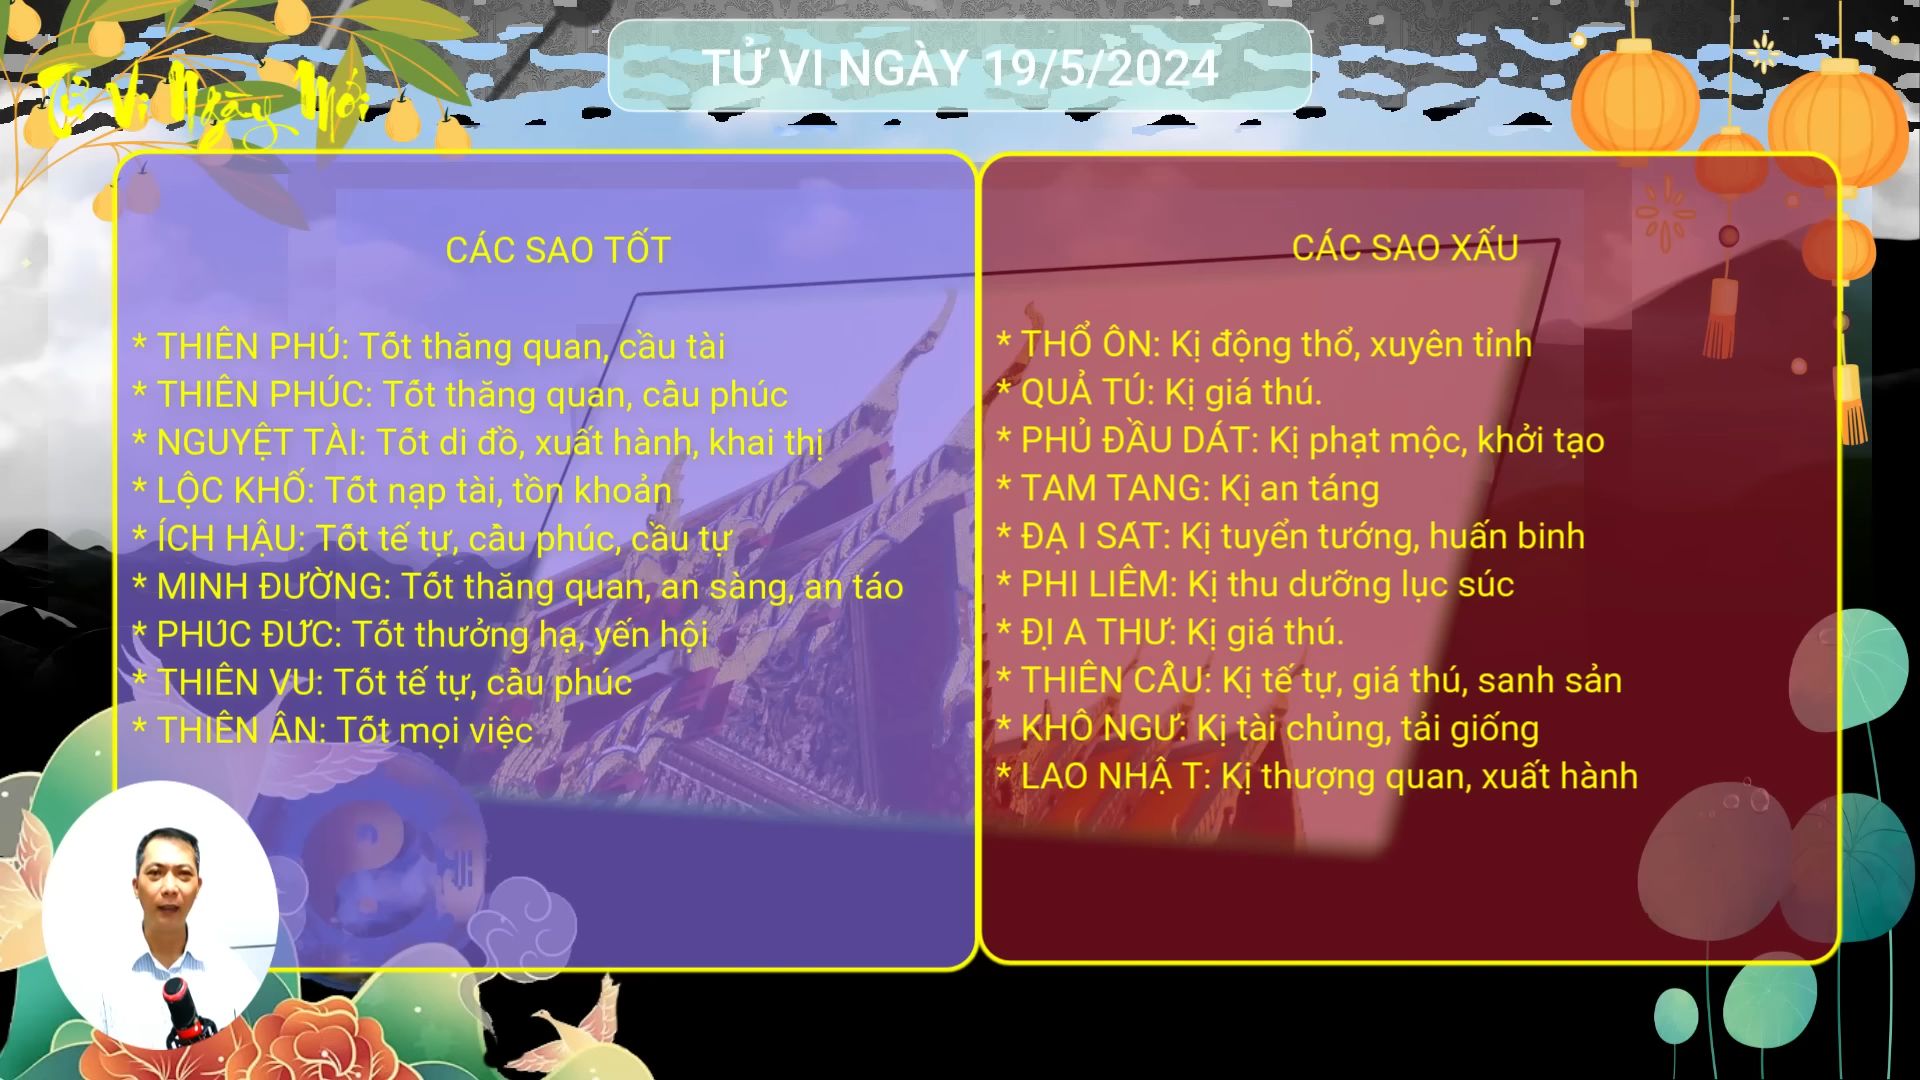 TỬ VI NGÀY 19/5/2024
Tử Vi Ngày Mới
CÁC SAO TỐT
* THIÊN PHÚ: Tốt thăng quan, cầu tài
* THIÊN PHÚC: Tốt thăng quan, cầu phúc
* NGUYỆT TÀI: Tốt di đồ, xuất hành, khai thị
* LỘC KHỐ: Tốt nạp tài, tồn khoản
* ÍCH HẬU: Tốt tế tự, cầu phúc, cầu tự
* MINH ĐƯỜNG: Tốt thăng quan, an sàng, an táo
* PHÚC ĐỨC: Tốt thưởng hạ, yến hội
* THIÊN VU: Tốt tế tự, cầu phúc
* THIÊN ÂN: Tốt mọi việc
CÁC SAO XẤU
* THỔ ÔN: Kị động thổ, xuyên tỉnh
* QUẢ TÚ: Kị giá thú.
* PHỦ ĐẦU DÁT: Kị phạt mộc, khởi tạo
* TAM TANG: Kị an táng
* ĐẠ I SÁT: Kị tuyển tướng, huấn binh
* PHI LIÊM: Kị thu dưỡng lục súc
* ĐỊ A THƯ: Kị giá thú.
* THIÊN CẨU: Kị tế tự, giá thú, sanh sản
* KHÔ NGƯ: Kị tài chủng, tải giống
* LAO NHẬ T: Kị thượng quan, xuất hành